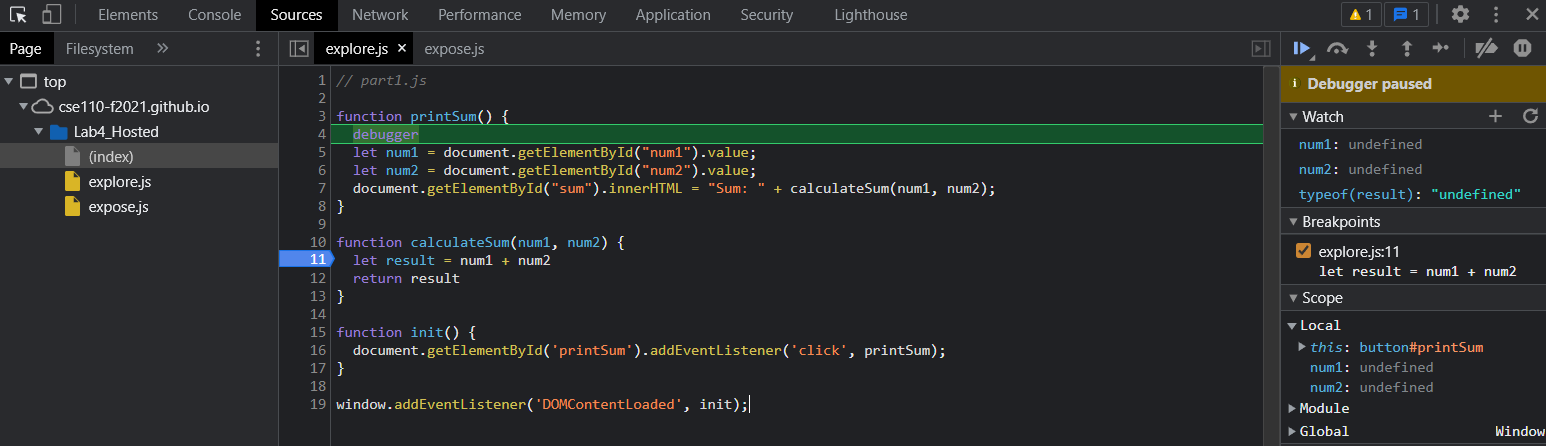 Elements Console Sources Network Performance Memory Application Security Lighthouse 1 1
Page Filesystem » explore.js × expose.js
top
cse110-f2021.github.io
Lab4_Hosted
(index)
explore.js
expose.js
1 // part1.js
2
3 function printSum() {
4   debugger
5   let num1 = document.getElementById("num1").value;
6   let num2 = document.getElementById("num2").value;
7   document.getElementById("sum").innerHTML = "Sum: " + calculateSum(num1, num2);
8 }
9
10 function calculateSum(num1, num2) {
11   let result = num1 + num2
12   return result
13 }
14
15 function init() {
16   document.getElementById('printSum').addEventListener('click', printSum);
17 }
18
19 window.addEventListener('DOMContentLoaded', init);
Debugger paused
Watch
num1: undefined
num2: undefined
typeof(result): "undefined"
Breakpoints
explore.js:11
let result = num1 + num2
Scope
Local
this: button#printSum
num1: undefined
num2: undefined
Module
Global Window